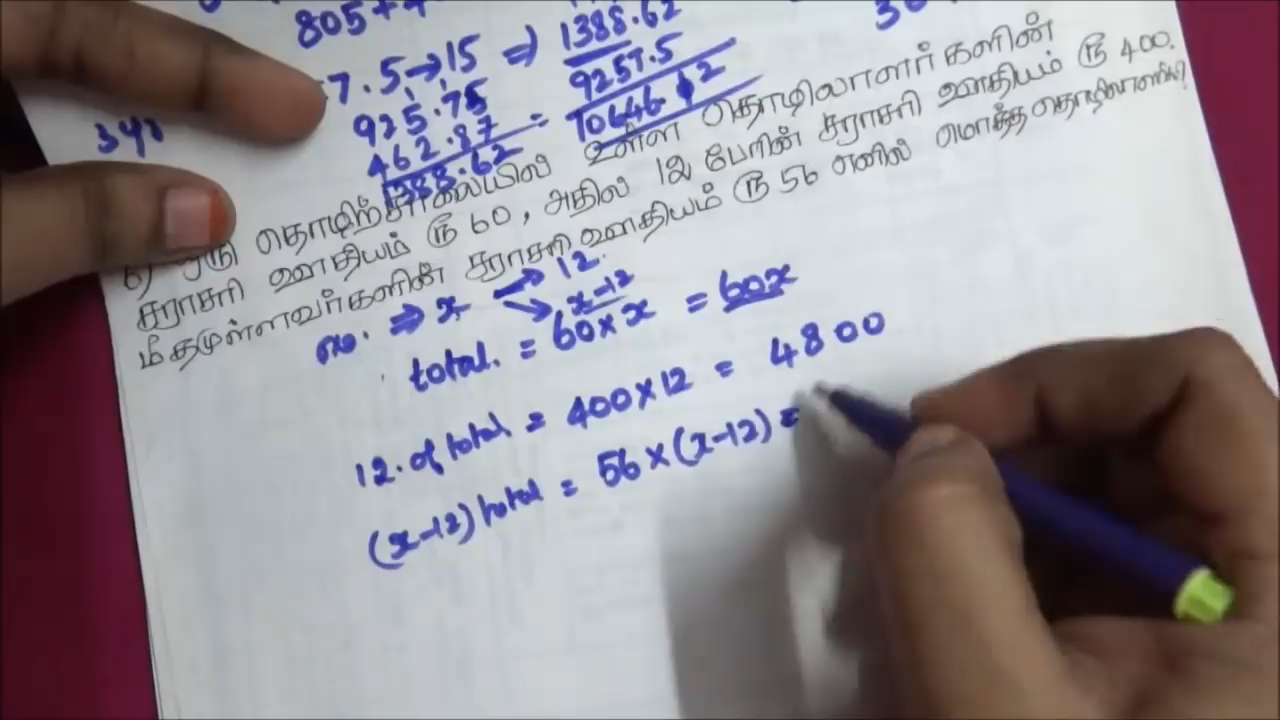 805+
7.5→15 ⇒ 1388.62
925.75 9257.5
462.87 = 10646.12
1388.62
348
6) ஒரு தொழிற்சாலையில் உள்ள தொழிலாளர்களின்
சராசரி ஊதியம் ரூ 60, அதில் 12 பேரின் சராசரி ஊதியம் ரூ 400.
மீதமுள்ளவர்களின் சராசரி ஊதியம் ரூ 56 எனில் மொத்த தொழிலாளர்
⇒ x → 12.
→ x-12
total. = 60×x = 60x
12. of total = 400×12 = 4800
(x-12) total = 56×(x-12) =